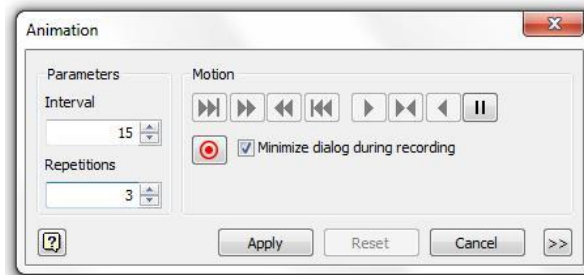 Animation
Parameters
Motion
Interval
15
Minimize dialog during recording
Repetitions
3
Apply
Reset
Cancel
>>